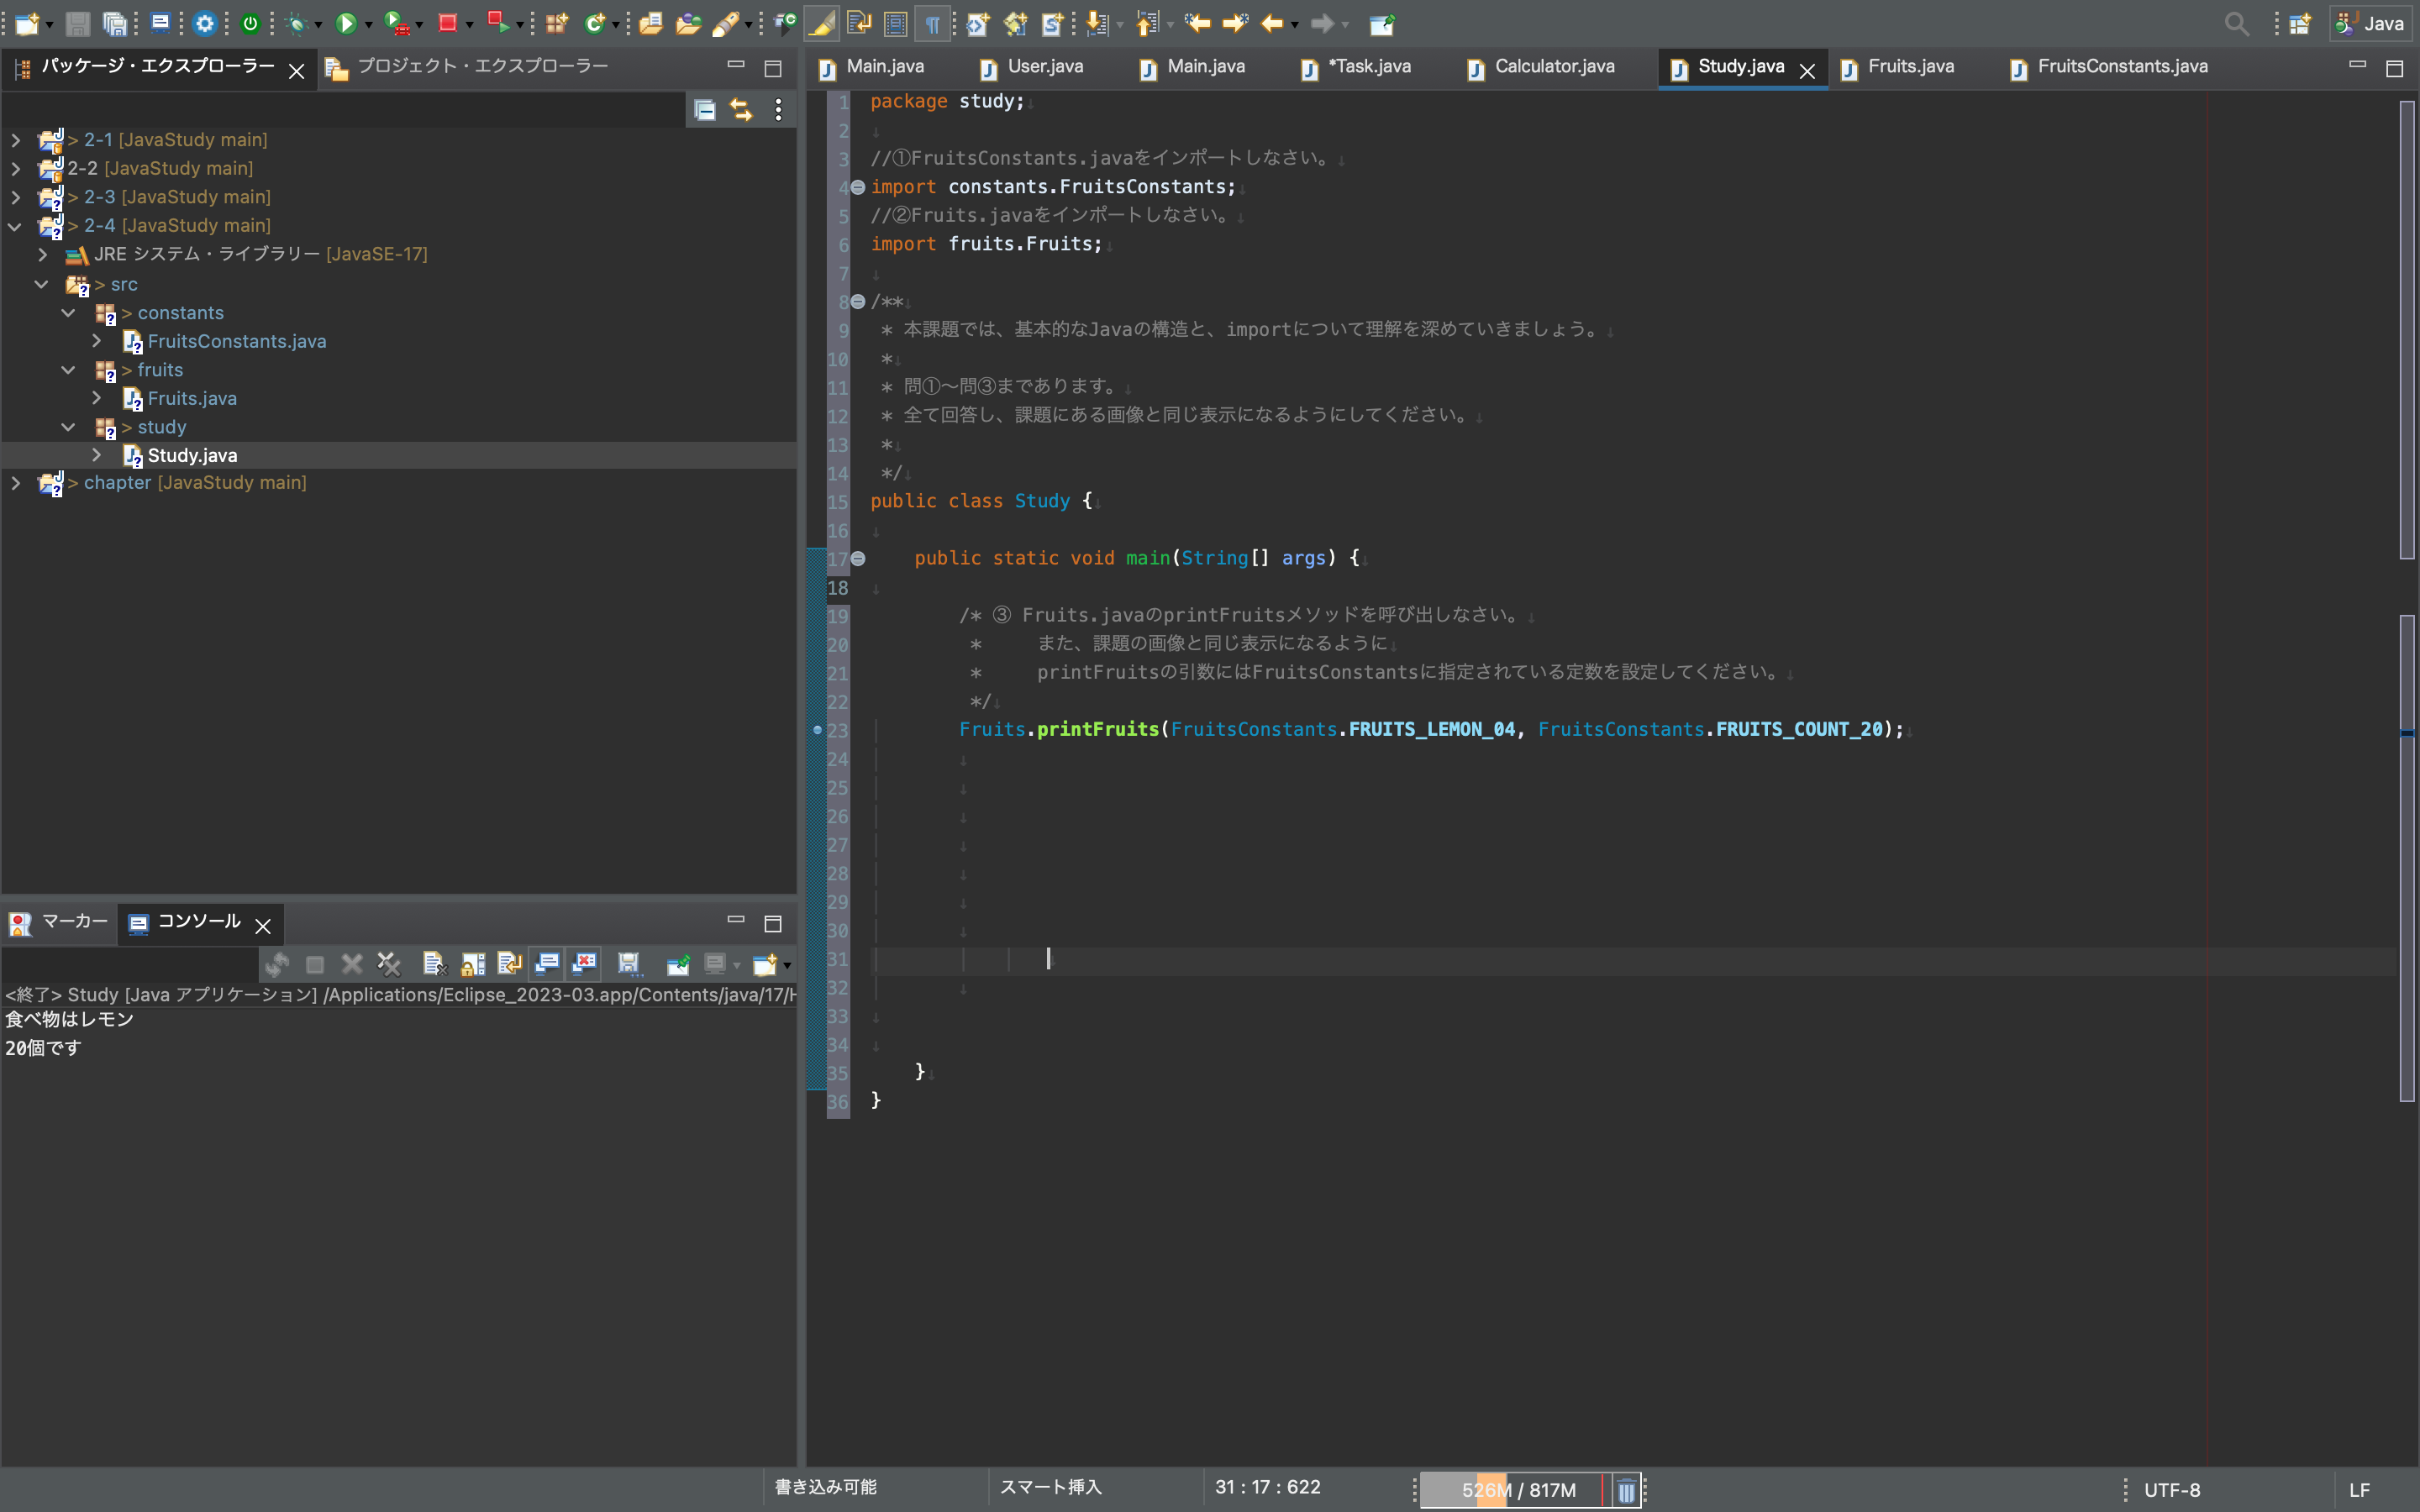 Java
パッケージ・エクスプローラー
プロジェクト・エクスプローラー
> 2-1 [JavaStudy main]
2-2 [JavaStudy main]
> 2-3 [JavaStudy main]
> 2-4 [JavaStudy main]
JRE システム・ライブラリー [JavaSE-17]
> src
> constants
FruitsConstants.java
> fruits
Fruits.java
> study
Study.java
> chapter [JavaStudy main]
Main.java User.java Main.java *Task.java Calculator.java Study.java Fruits.java FruitsConstants.java
1 package study;↓
2 ↓
3 //①FruitsConstants.javaをインポートしなさい。↓
4 import constants.FruitsConstants;↓
5 //②Fruits.javaをインポートしなさい。↓
6 import fruits.Fruits;↓
7 ↓
8 /**↓
9 * 本課題では、基本的なJavaの構造と、importについて理解を深めていきましょう。↓
10 *↓
11 * 問①〜問③まであります。↓
12 * 全て回答し、課題にある画像と同じ表示になるようにしてください。↓
13 *↓
14 */↓
15 public class Study {↓
16 ↓
17 public static void main(String[] args) {↓
18 ↓
19 /* ③ Fruits.javaのprintFruitsメソッドを呼び出しなさい。↓
20 * また、課題の画像と同じ表示になるように↓
21 * printFruitsの引数にはFruitsConstantsに指定されている定数を設定してください。↓
22 */↓
23 Fruits.printFruits(FruitsConstants.FRUITS_LEMON_04, FruitsConstants.FRUITS_COUNT_20);↓
24 ↓
25 ↓
26 ↓
27 ↓
28 ↓
29 ↓
30 ↓
31 ↓
32 ↓
33 ↓
34 ↓
35 }↓
36 }
マーカー
コンソール
<終了> Study [Java アプリケーション] /Applications/Eclipse_2023-03.app/Contents/java/17/H
食べ物はレモン
20個です
書き込み可能
スマート挿入
31 : 17 : 622
526M / 817M
UTF-8
LF